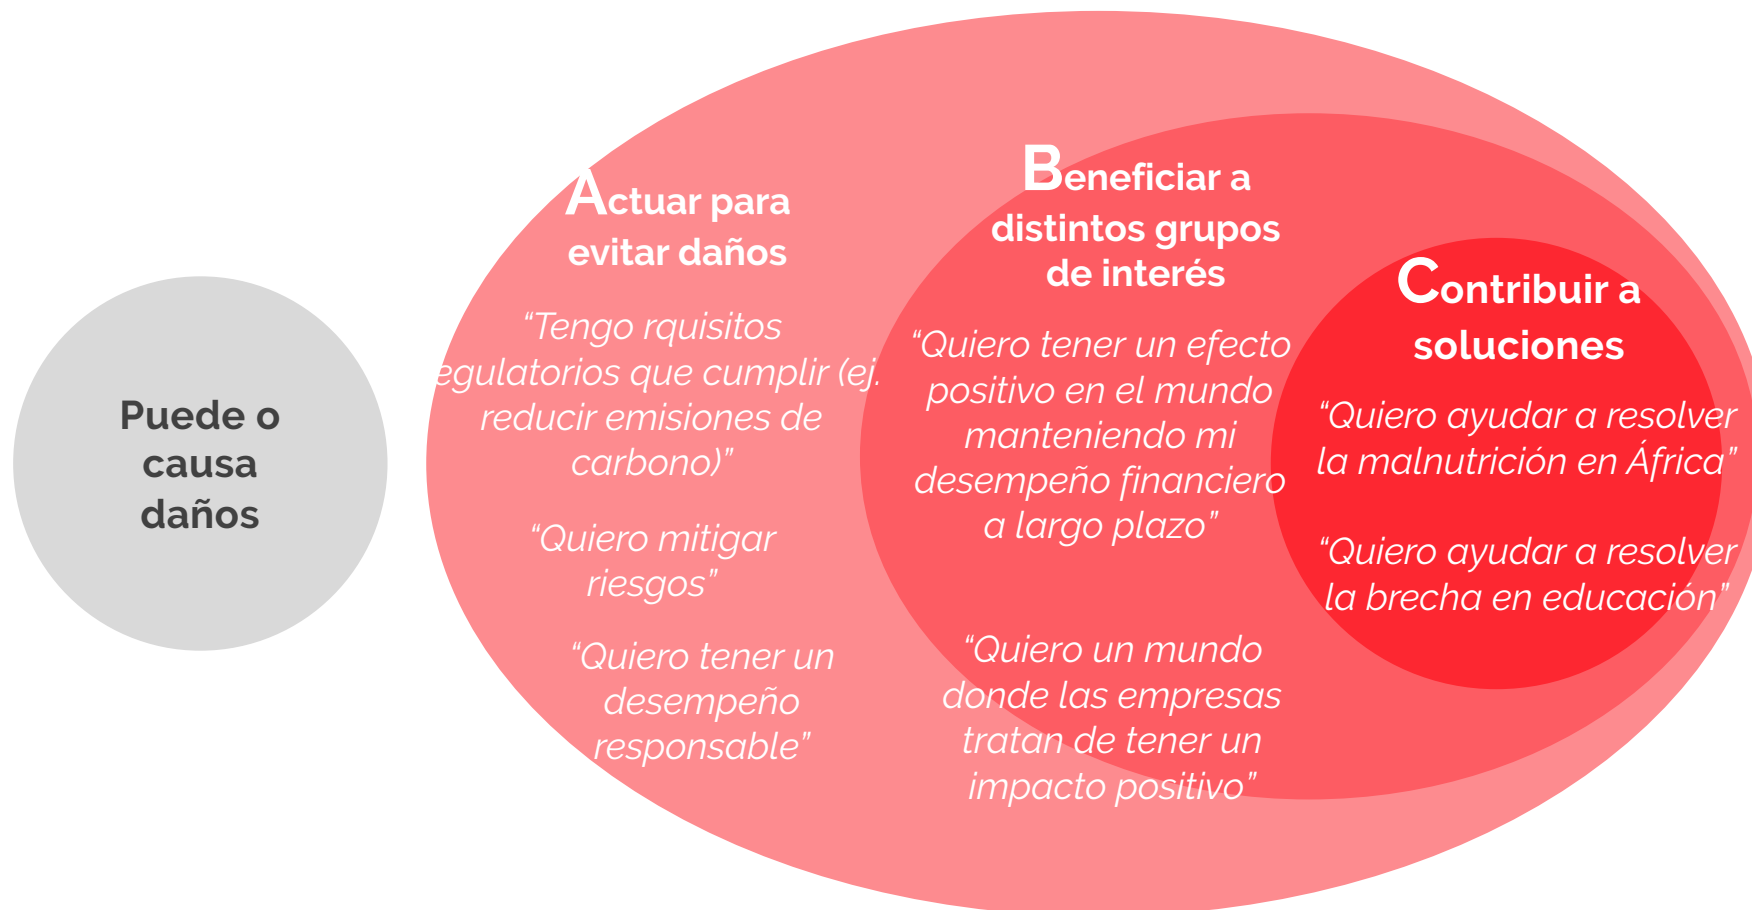 Puede o
causa
daños
Actuar para
evitar daños
“Tengo rquisitos
egulatorios que cumplir (ej.
reducir emisiones de
carbono)”
“Quiero mitigar
riesgos”
“Quiero tener un
desempeño
responsable”
Beneficiar a
distintos grupos
de interés
“Quiero tener un efecto
positivo en el mundo
manteniendo mi
desempeño financiero
a largo plazo”
“Quiero un mundo
donde las empresas
tratan de tener un
impacto positivo”
Contribuir a
soluciones
“Quiero ayudar a resolver
la malnutrición en África”
“Quiero ayudar a resolver
la brecha en educación”